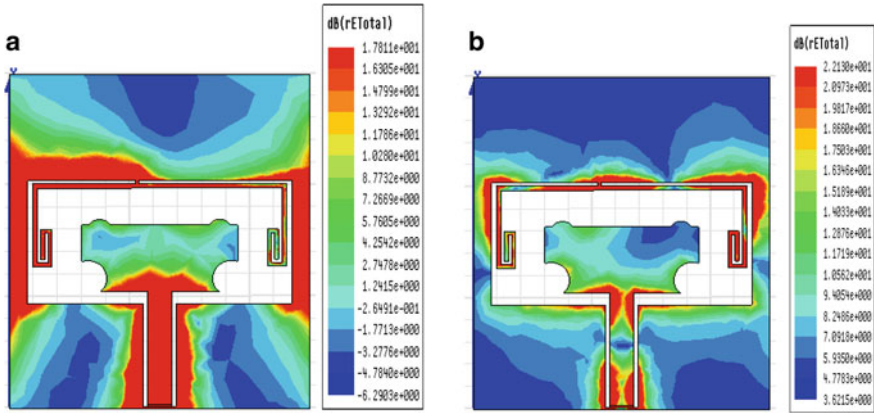 a
dB(rETotal)
1.7811e+001
1.6305e+001
1.4799e+001
1.3292e+001
1.1786e+001
1.0280e+001
8.7732e+000
7.2669e+000
5.7605e+000
4.2542e+000
2.7478e+000
1.2415e+000
-2.6491e-001
-1.7713e+000
-3.2776e+000
-4.7840e+000
-6.2903e+000
b
dB(rETotal)
2.2130e+001
2.0973e+001
1.9817e+001
1.8660e+001
1.7503e+001
1.6346e+001
1.5189e+001
1.4033e+001
1.2876e+001
1.1719e+001
1.0562e+001
9.4054e+000
8.2486e+000
7.0918e+000
5.9350e+000
4.7783e+000
3.6215e+000